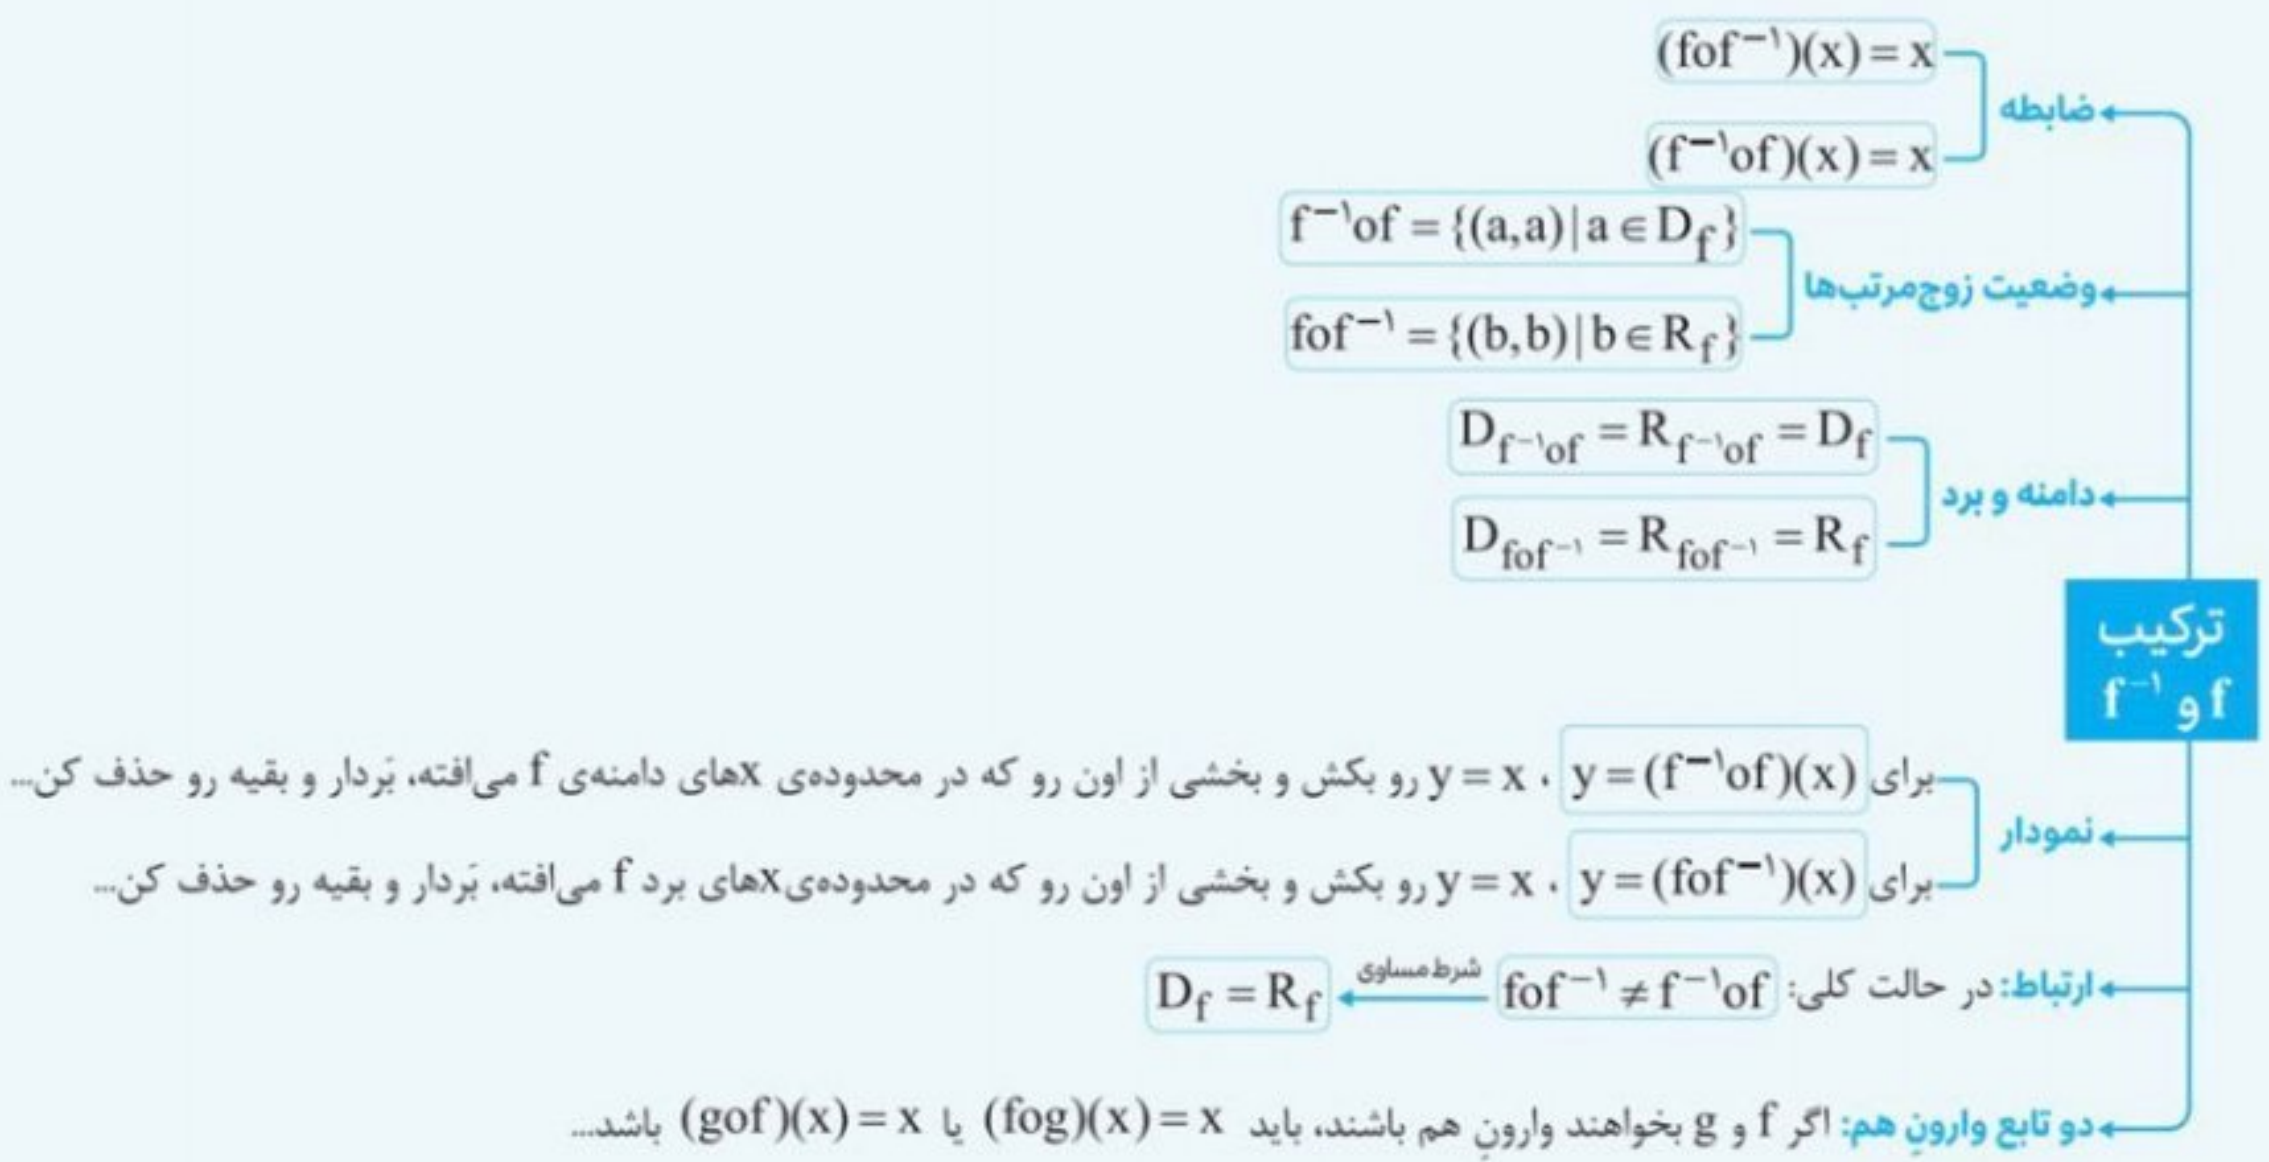 (fof⁻¹)(x) = x
ضابطه
(f⁻¹of)(x) = x
f⁻¹of = {(a,a)|a ∈ D_f}
وضعیت زوج‌مرتب‌ها
fof⁻¹ = {(b,b)|b ∈ R_f}
D_f⁻¹of = R_f⁻¹of = D_f
دامنه و برد
D_fof⁻¹ = R_fof⁻¹ = R_f
ترکیب
f و f⁻¹
برای y = (f⁻¹of)(x) ، y = x رو بکش و بخشی از اون رو که در محدوده‌ی xهای دامنه‌ی f می‌افته، بَردار و بقیه رو حذف کن...
نمودار
برای y = (fof⁻¹)(x) ، y = x رو بکش و بخشی از اون رو که در محدوده‌ی xهای برد f می‌افته، بَردار و بقیه رو حذف کن...
ارتباط: در حالت کلی: fof⁻¹ ≠ f⁻¹of شرط مساوی D_f = R_f
دو تابع وارونِ هم: اگر f و g بخواهند وارونِ هم باشند، باید (fog)(x) = x یا (gof)(x) = x باشد...